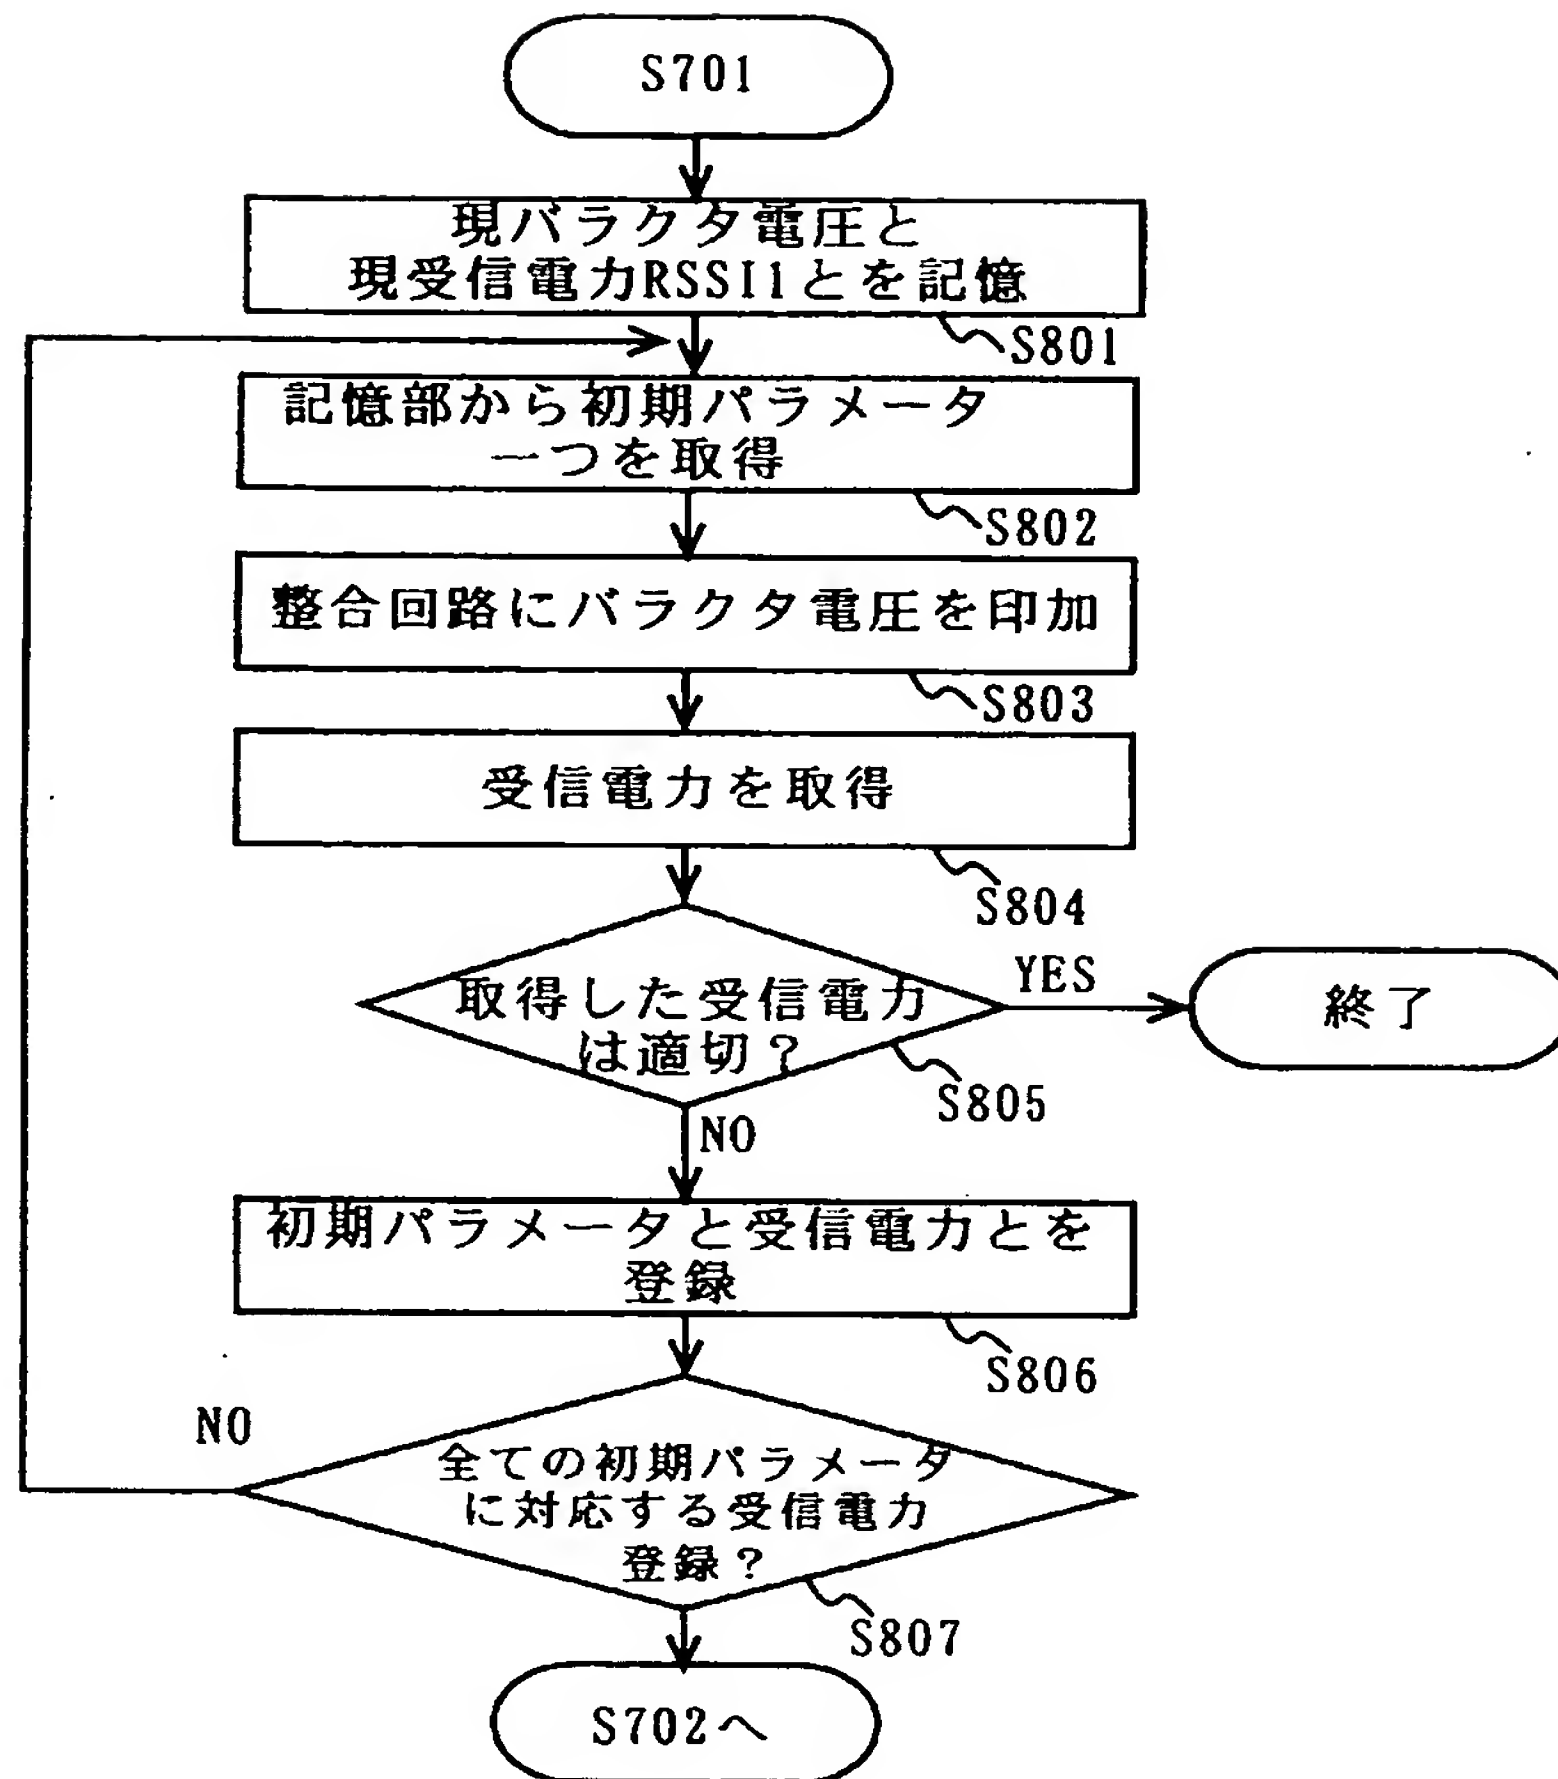 S701
現バラクタ電圧と
現受信電力RSSI1とを記憶
S801
記憶部から初期パラメータ
一つを取得
S802
整合回路にバラクタ電圧を印加
S803
受信電力を取得
S804
取得した受信電力
は適切？
YES
終了
S805
NO
初期パラメータと受信電力とを
登録
S806
NO
全ての初期パラメータ
に対応する受信電力
登録？
S807
S702へ